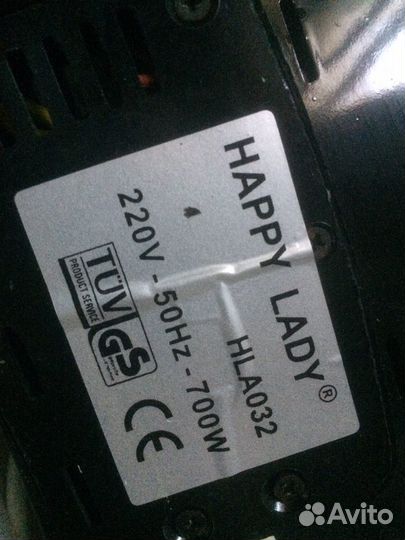 HAPPY LADY®
HLA032
220V - 50Hz - 700W
TÜV
PRODUCT SERVICE
GS
CE
Avito